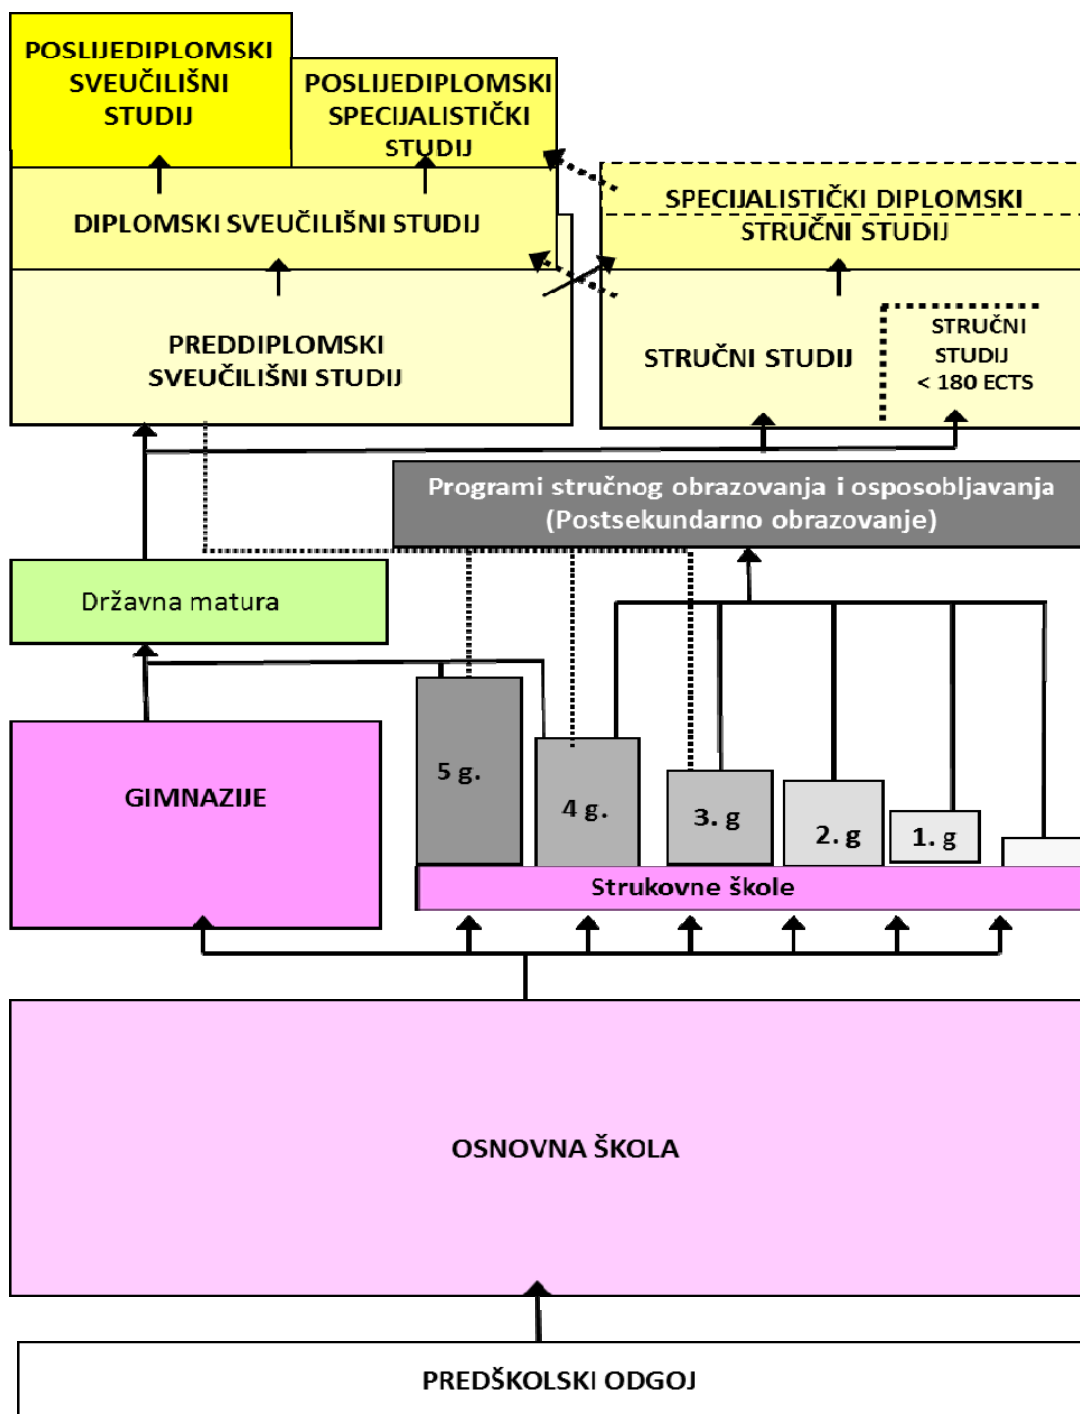 POSLIJEDIPLOMSKI
SVEUČILIŠNI
STUDIJ
POSLIJEDIPLOMSKI
SPECIJALISTIČKI
STUDIJ
DIPLOMSKI SVEUČILIŠNI STUDIJ
SPECIJALISTIČKI DIPLOMSKI
STRUČNI STUDIJ
PREDDIPLOMSKI
SVEUČILIŠNI STUDIJ
STRUČNI STUDIJ
STRUČNI
STUDIJ
< 180 ECTS
Programi stručnog obrazovanja i osposobljavanja
(Postsekundarno obrazovanje)
Državna matura
GIMNAZIJE
5 g.
4 g.
3. g
2. g
1. g
Strukovne škole
OSNOVNA ŠKOLA
PREDŠKOLSKI ODGOJ